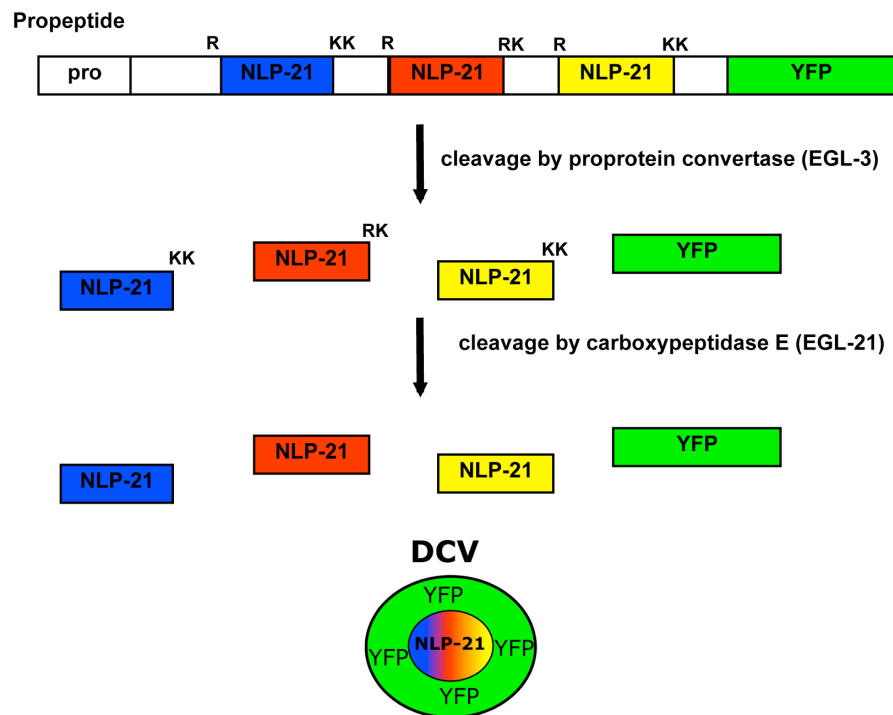 Propeptide
R KK R RK R KK
pro NLP-21 NLP-21 NLP-21 YFP
cleavage by proprotein convertase (EGL-3)
KK RK KK
NLP-21 NLP-21 NLP-21 YFP
cleavage by carboxypeptidase E (EGL-21)
NLP-21 NLP-21 NLP-21 YFP
DCV
YFP
NLP-21
YFP YFP
YFP